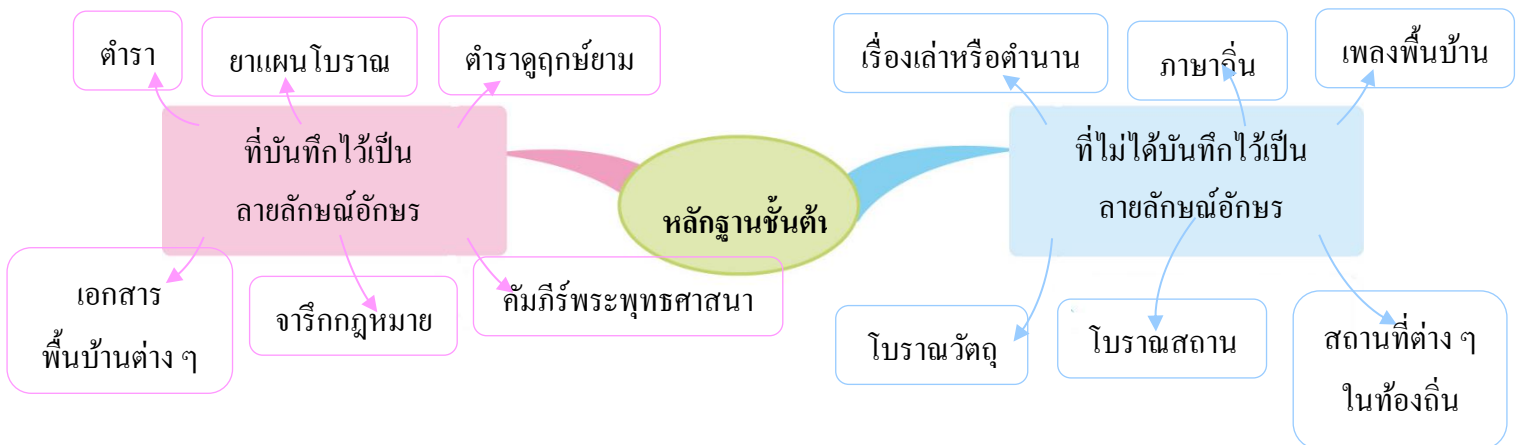 ตำรา
ยาแผนโบราณ
ตำราดูฤกษ์ยาม
ที่บันทึกไว้เป็น
ลายลักษณ์อักษร
เอกสาร
พื้นบ้านต่าง ๆ
จารึกกฎหมาย
คัมภีร์พระพุทธศาสนา
หลักฐานชั้นต้น
เรื่องเล่าหรือตำนาน
ภาษาถิ่น
เพลงพื้นบ้าน
ที่ไม่ได้บันทึกไว้เป็น
ลายลักษณ์อักษร
โบราณวัตถุ
โบราณสถาน
สถานที่ต่าง ๆ
ในท้องถิ่น